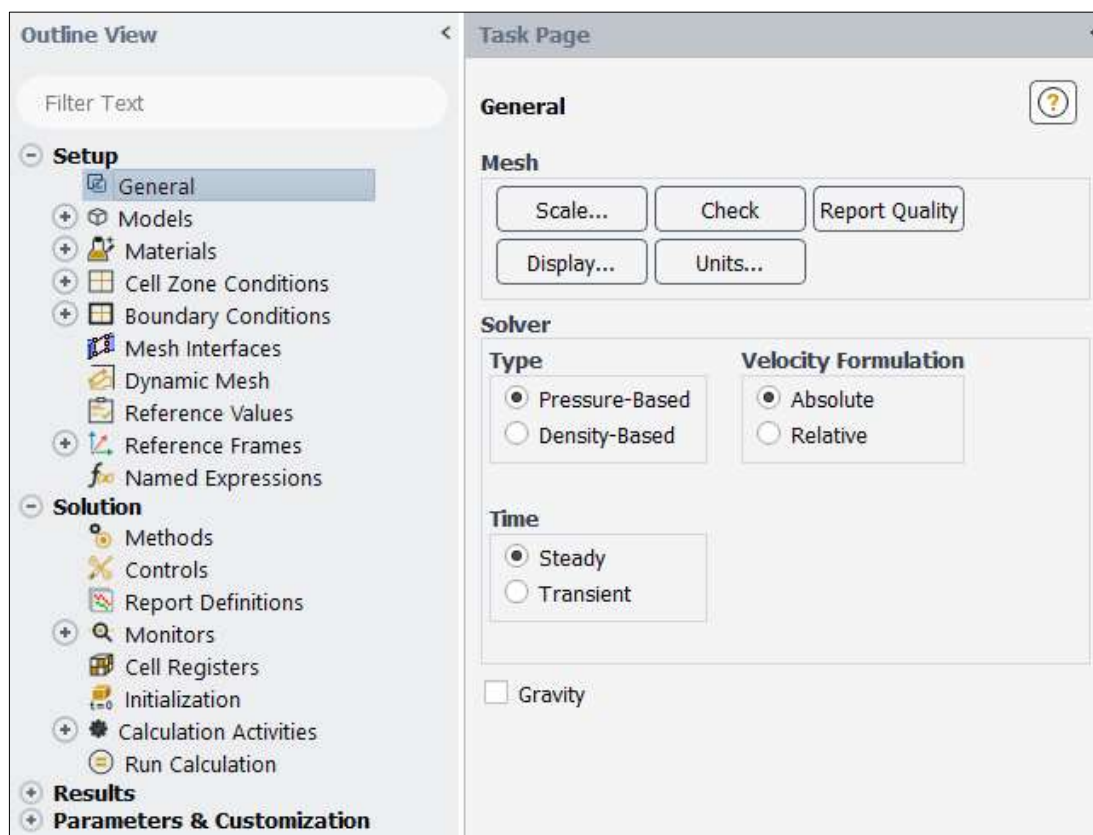 Outline View
Filter Text
Setup
General
Models
Materials
Cell Zone Conditions
Boundary Conditions
Mesh Interfaces
Dynamic Mesh
Reference Values
Reference Frames
Named Expressions
Solution
Methods
Controls
Report Definitions
Monitors
Cell Registers
Initialization
Calculation Activities
Run Calculation
Results
Parameters & Customization
Task Page
General
Mesh
Scale... Check Report Quality
Display... Units...
Solver
Type Velocity Formulation
Pressure-Based Absolute
Density-Based Relative
Time
Steady
Transient
Gravity